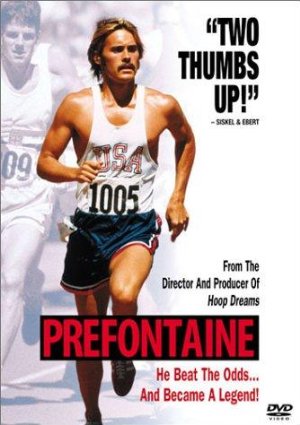 "TWO
THUMBS
UP!"
– SISKEL & EBERT
09
USA
1005
From The
Director And Producer Of
Hoop Dreams
PREFONTAINE
He Beat The Odds...
And Became A Legend!
DVD
VIDEO